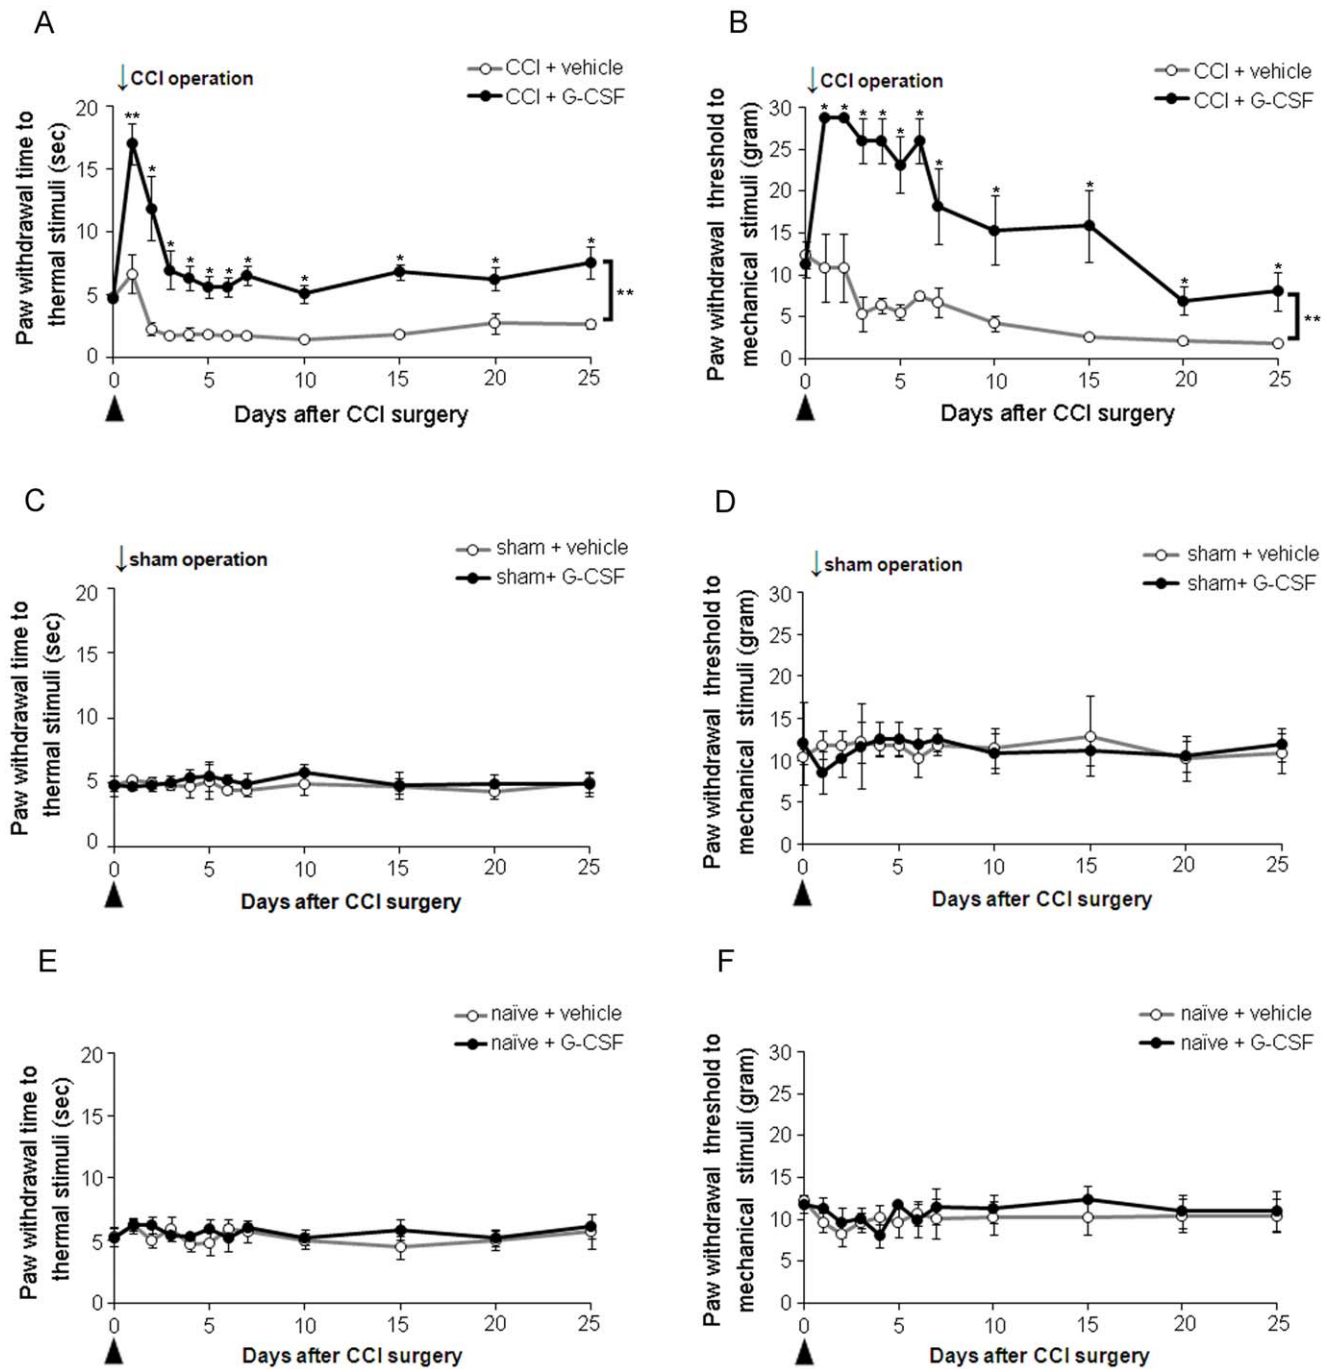 A
↓CCI operation
CCI + vehicle
CCI + G-CSF
Paw withdrawal time to
thermal stimuli (sec)
20
15
10
5
0
** * * * * * * * * * * *
**
0 5 10 15 20 25
Days after CCI surgery
B
↓CCI operation
CCI + vehicle
CCI + G-CSF
Paw withdrawal threshold to
mechanical stimuli (gram)
30
25
20
15
10
5
0
* * * * * * * * * * *
**
0 5 10 15 20 25
Days after CCI surgery
C
↓sham operation
sham + vehicle
sham+ G-CSF
Paw withdrawal time to
thermal stimuli (sec)
20
15
10
5
0
0 5 10 15 20 25
Days after CCI surgery
D
↓sham operation
sham + vehicle
sham+ G-CSF
Paw withdrawal threshold to
mechanical stimuli (gram)
30
25
20
15
10
5
0
0 5 10 15 20 25
Days after CCI surgery
E
naïve + vehicle
naïve + G-CSF
Paw withdrawal time to
thermal stimuli (sec)
20
15
10
5
0
0 5 10 15 20 25
Days after CCI surgery
F
naïve + vehicle
naïve + G-CSF
Paw withdrawal threshold to
mechanical stimuli (gram)
30
25
20
15
10
5
0
0 5 10 15 20 25
Days after CCI surgery